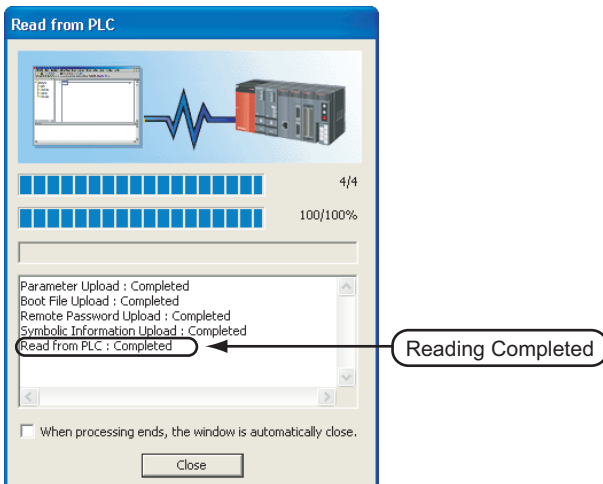 Read from PLC
4/4
100/100%
Parameter Upload : Completed
Boot File Upload : Completed
Remote Password Upload : Completed
Symbolic Information Upload : Completed
Read from PLC : Completed
Reading Completed
When processing ends, the window is automatically close.
Close